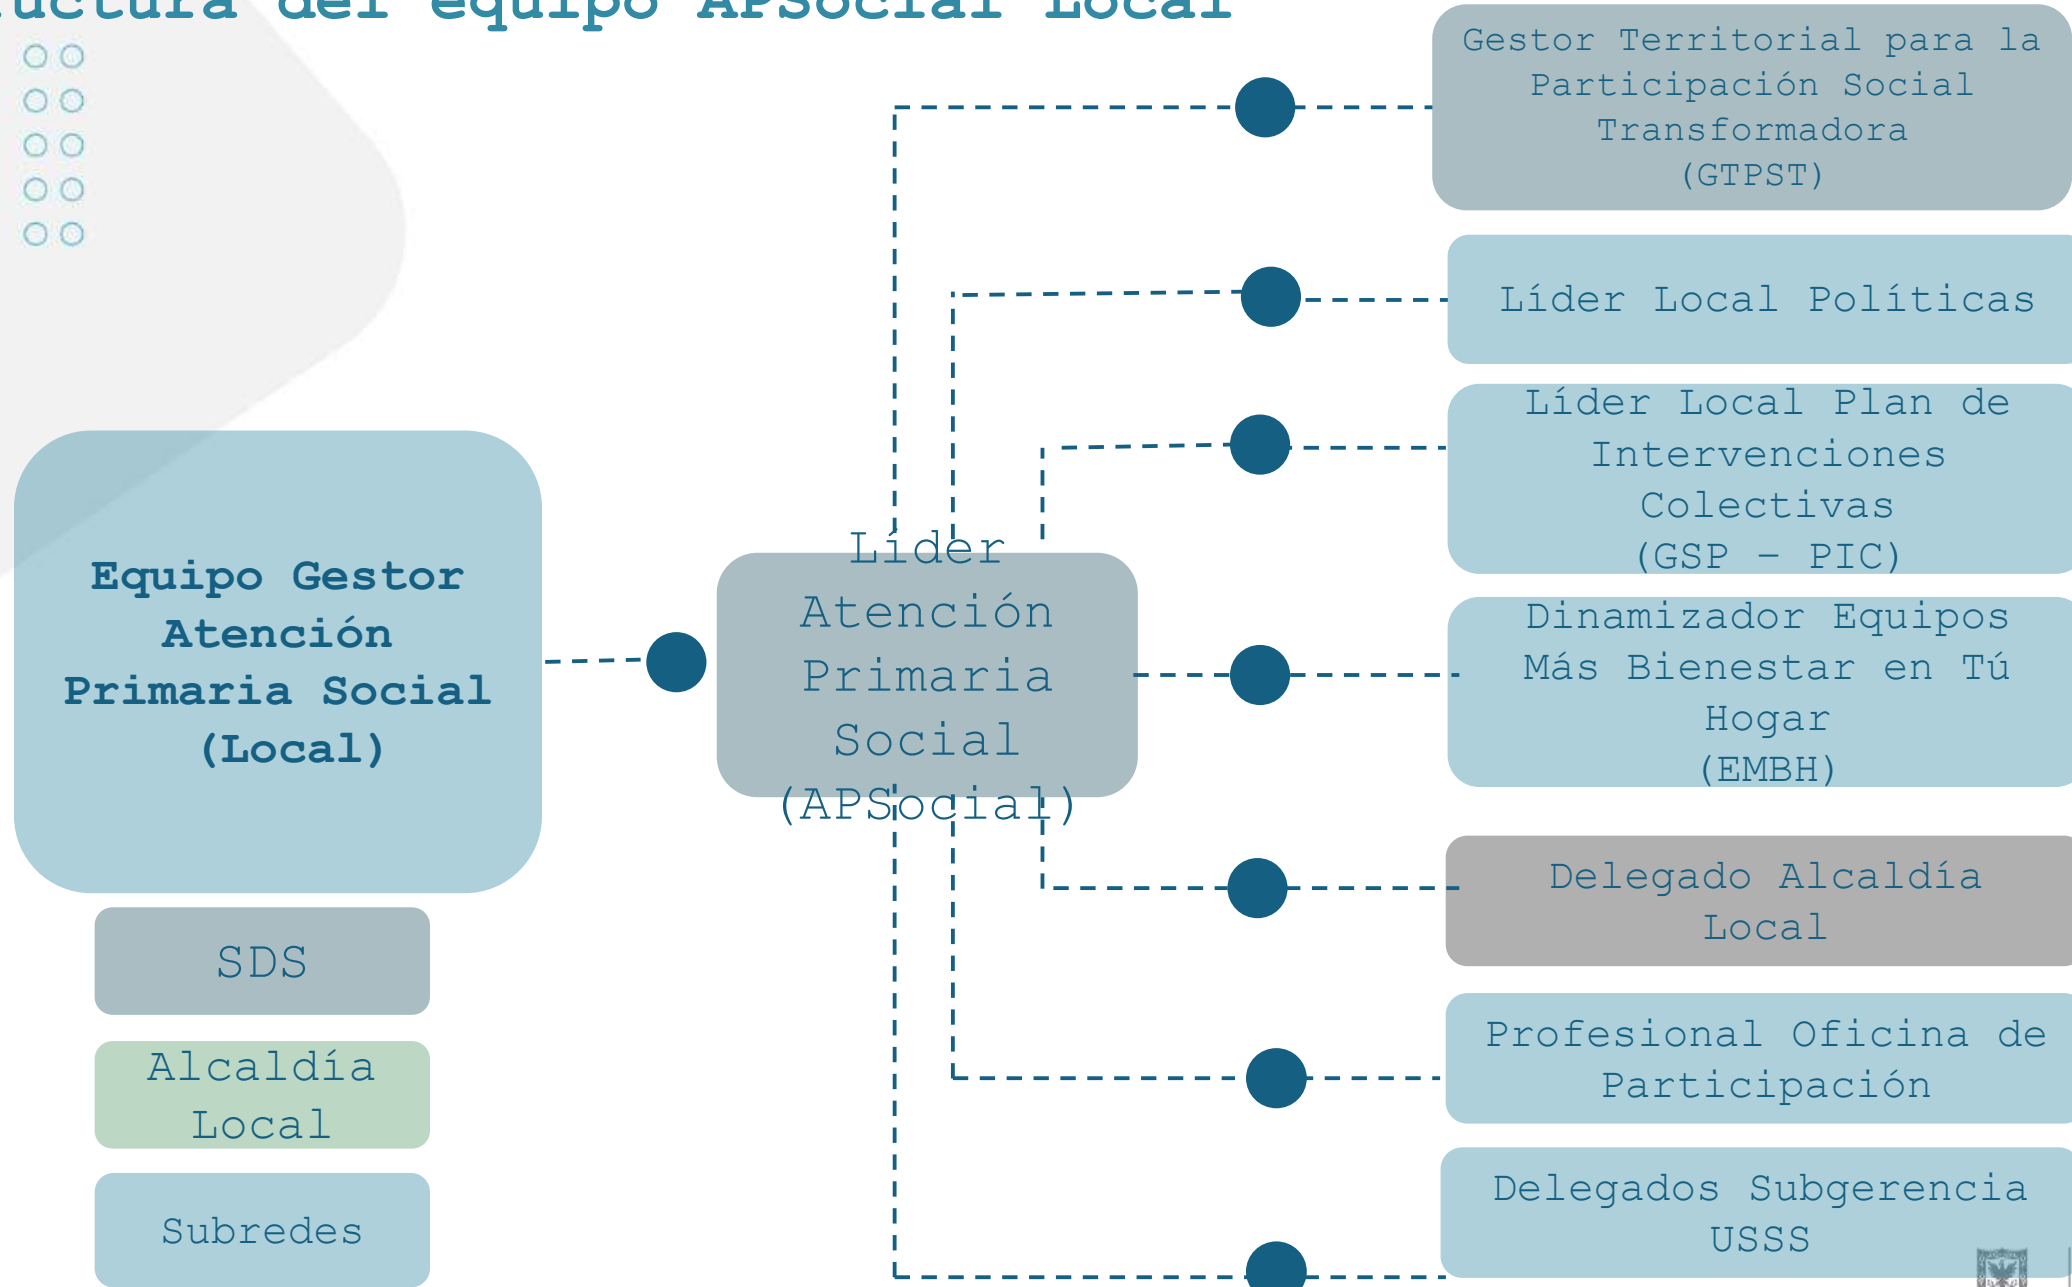 del equipo APSocial Local
Gestor Territorial para la
Participación Social
Transformadora
(GTPST)
Líder Local Políticas
Líder Local Plan de
Intervenciones
Colectivas
(GSP – PIC)
Equipo Gestor
Atención
Primaria Social
(Local)
Líder
Atención
Primaria
Social
(APSocial)
Dinamizador Equipos
Más Bienestar en Tú
Hogar
(EMBH)
Delegado Alcaldía
Local
SDS
Alcaldía
Local
Subredes
Profesional Oficina de
Participación
Delegados Subgerencia
USSS